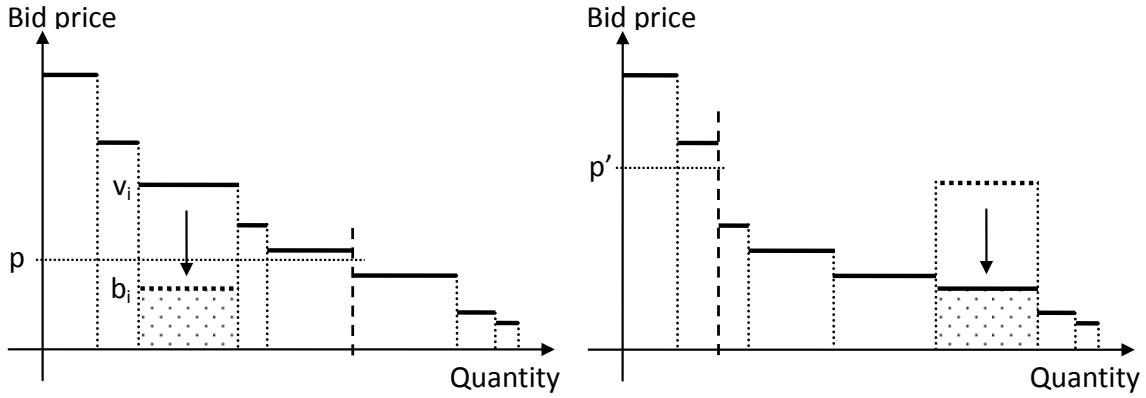 Bid price
v_i
p
b_i
Quantity
Bid price
p'
Quantity